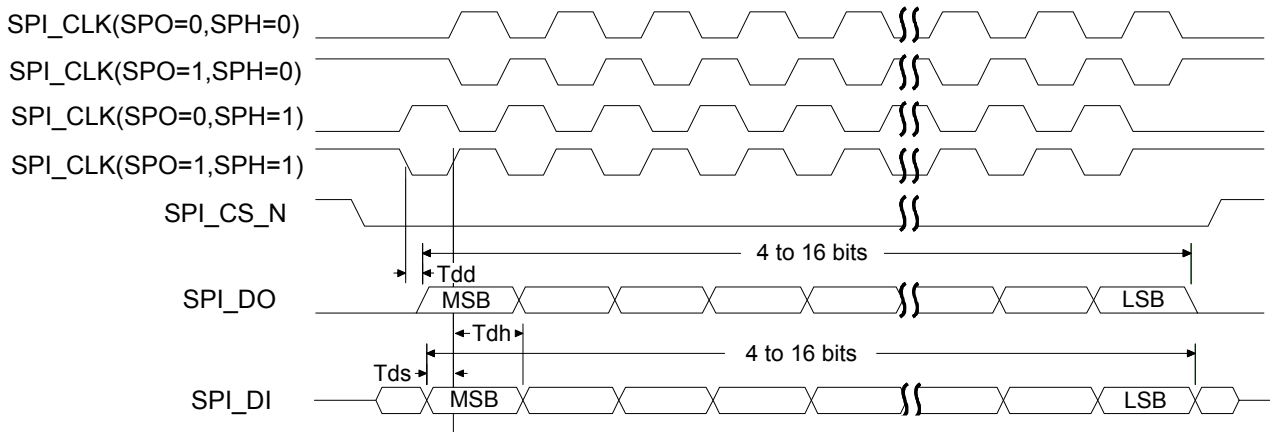 SPI_CLK(SPO=0,SPH=0)
SPI_CLK(SPO=1,SPH=0)
SPI_CLK(SPO=0,SPH=1)
SPI_CLK(SPO=1,SPH=1)
SPI_CS_N
4 to 16 bits
Tdd
SPI_DO
MSB
LSB
Tdh
4 to 16 bits
Tds
SPI_DI
MSB
LSB